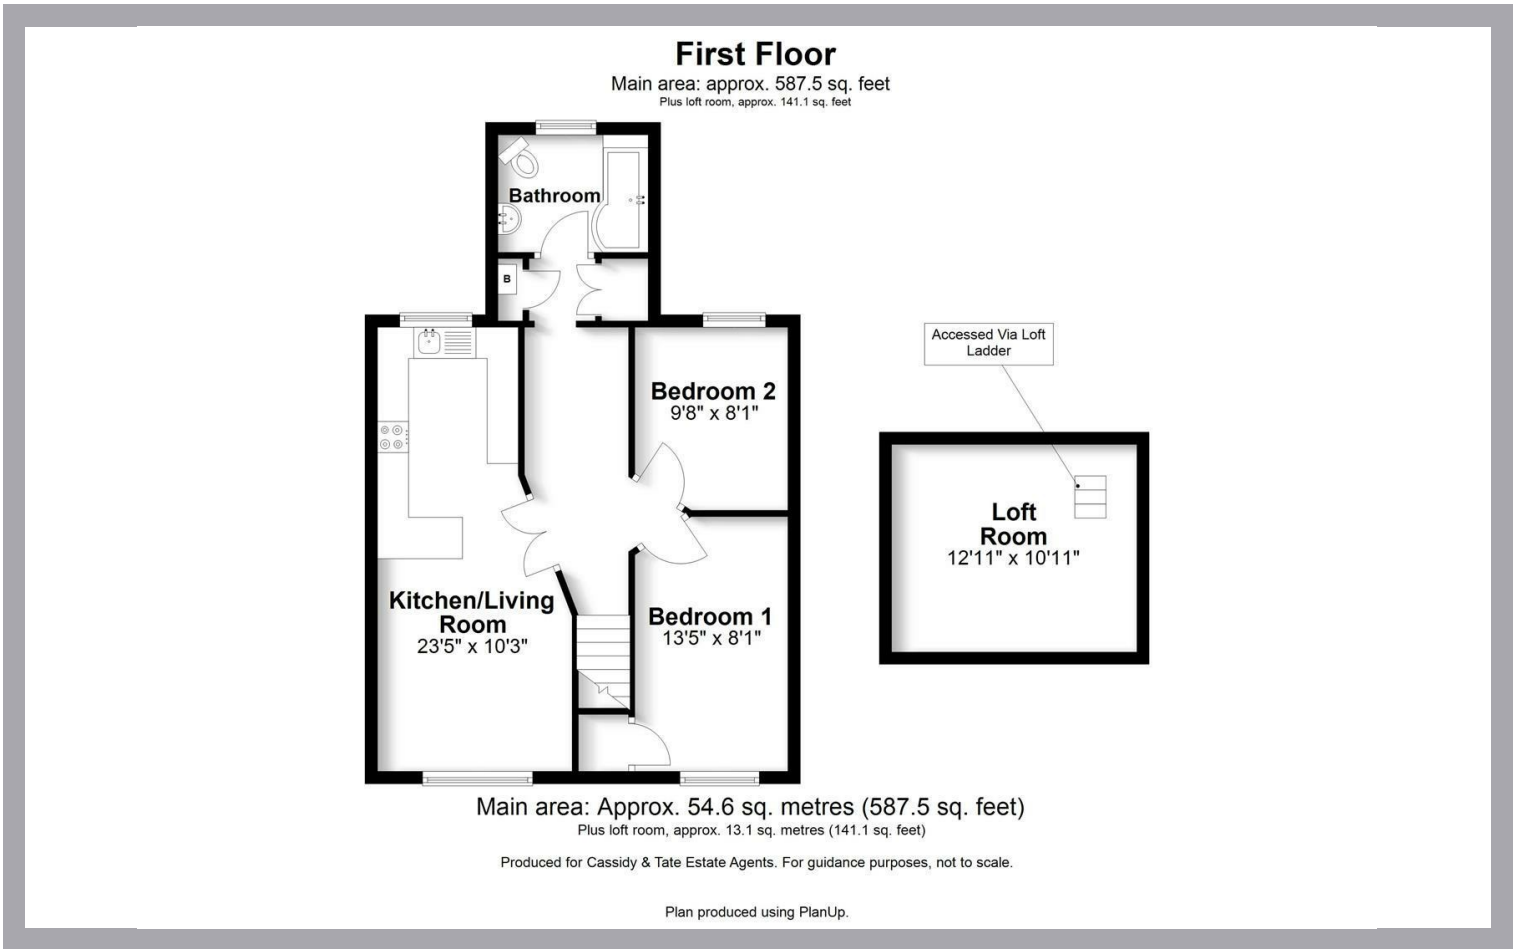 First Floor
Main area: approx. 587.5 sq. feet
Plus loft room, approx. 141.1 sq. feet
Bathroom
B
Bedroom 2
9'8" x 8'1"
Accessed Via Loft
Ladder
Loft
Room
12'11" x 10'11"
Kitchen/Living
Room
23'5" x 10'3"
Bedroom 1
13'5" x 8'1"
Main area: Approx. 54.6 sq. metres (587.5 sq. feet)
Plus loft room, approx. 13.1 sq. metres (141.1 sq. feet)
Produced for Cassidy & Tate Estate Agents. For guidance purposes, not to scale.
Plan produced using PlanUp.